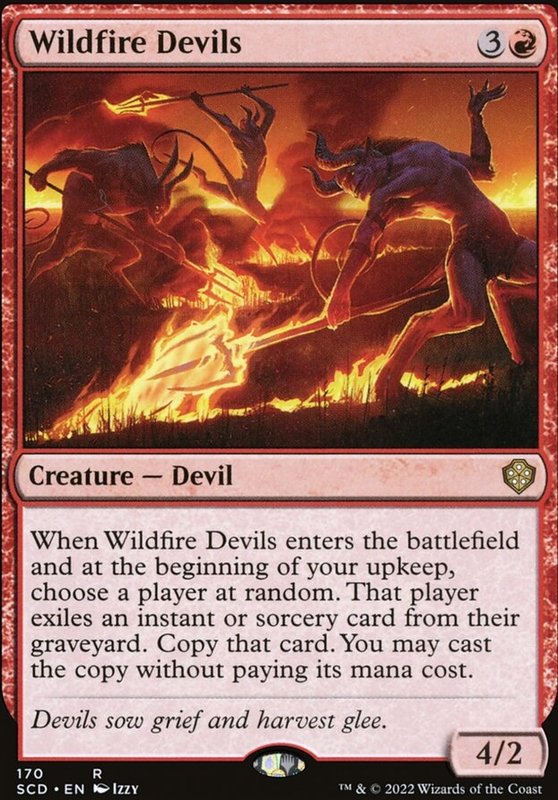 Wildfire Devils 3
Creature — Devil
When Wildfire Devils enters the battlefield
and at the beginning of your upkeep,
choose a player at random. That player
exiles an instant or sorcery card from their
graveyard. Copy that card. You may cast
the copy without paying its mana cost.
Devils sow grief and harvest glee.
4/2
170 R
SCD • EN Izzy
™ & © 2022 Wizards of the Coast